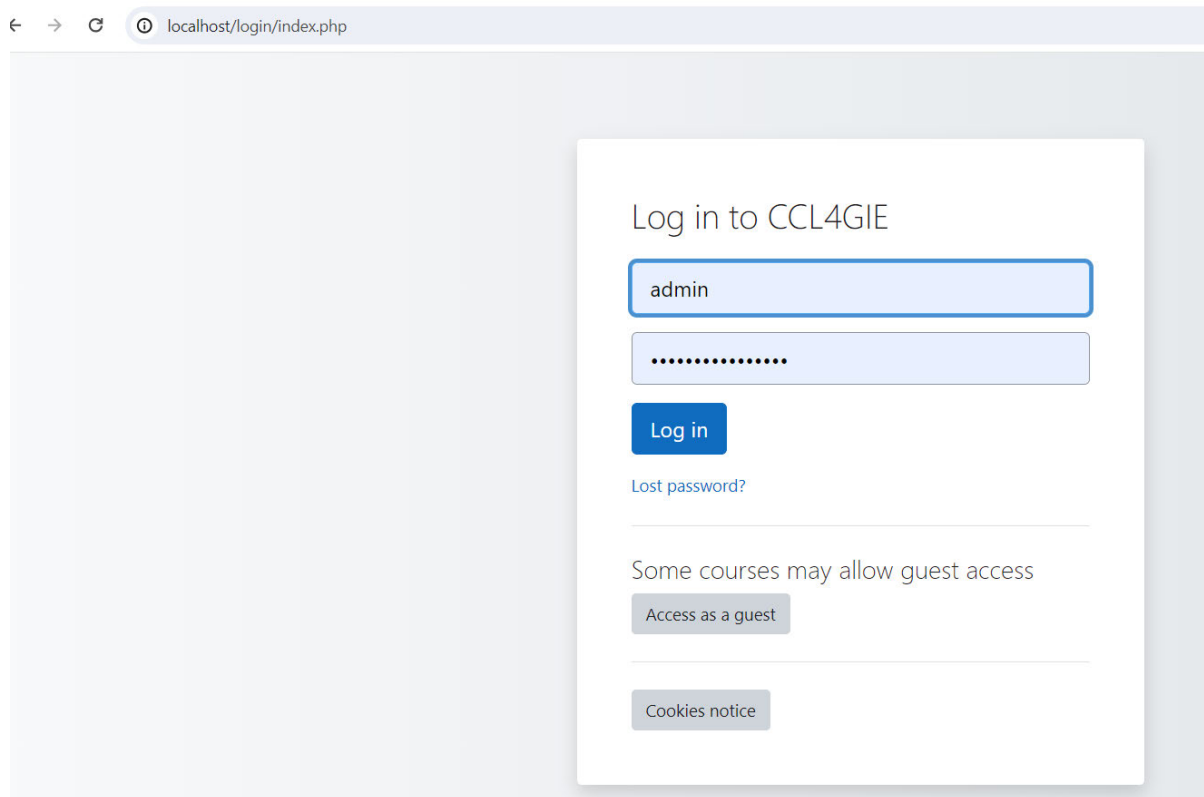 localhost/login/index.php
Log in to CCL4GIE
admin
••••••••••••••••
Log in
Lost password?
Some courses may allow guest access
Access as a guest
Cookies notice